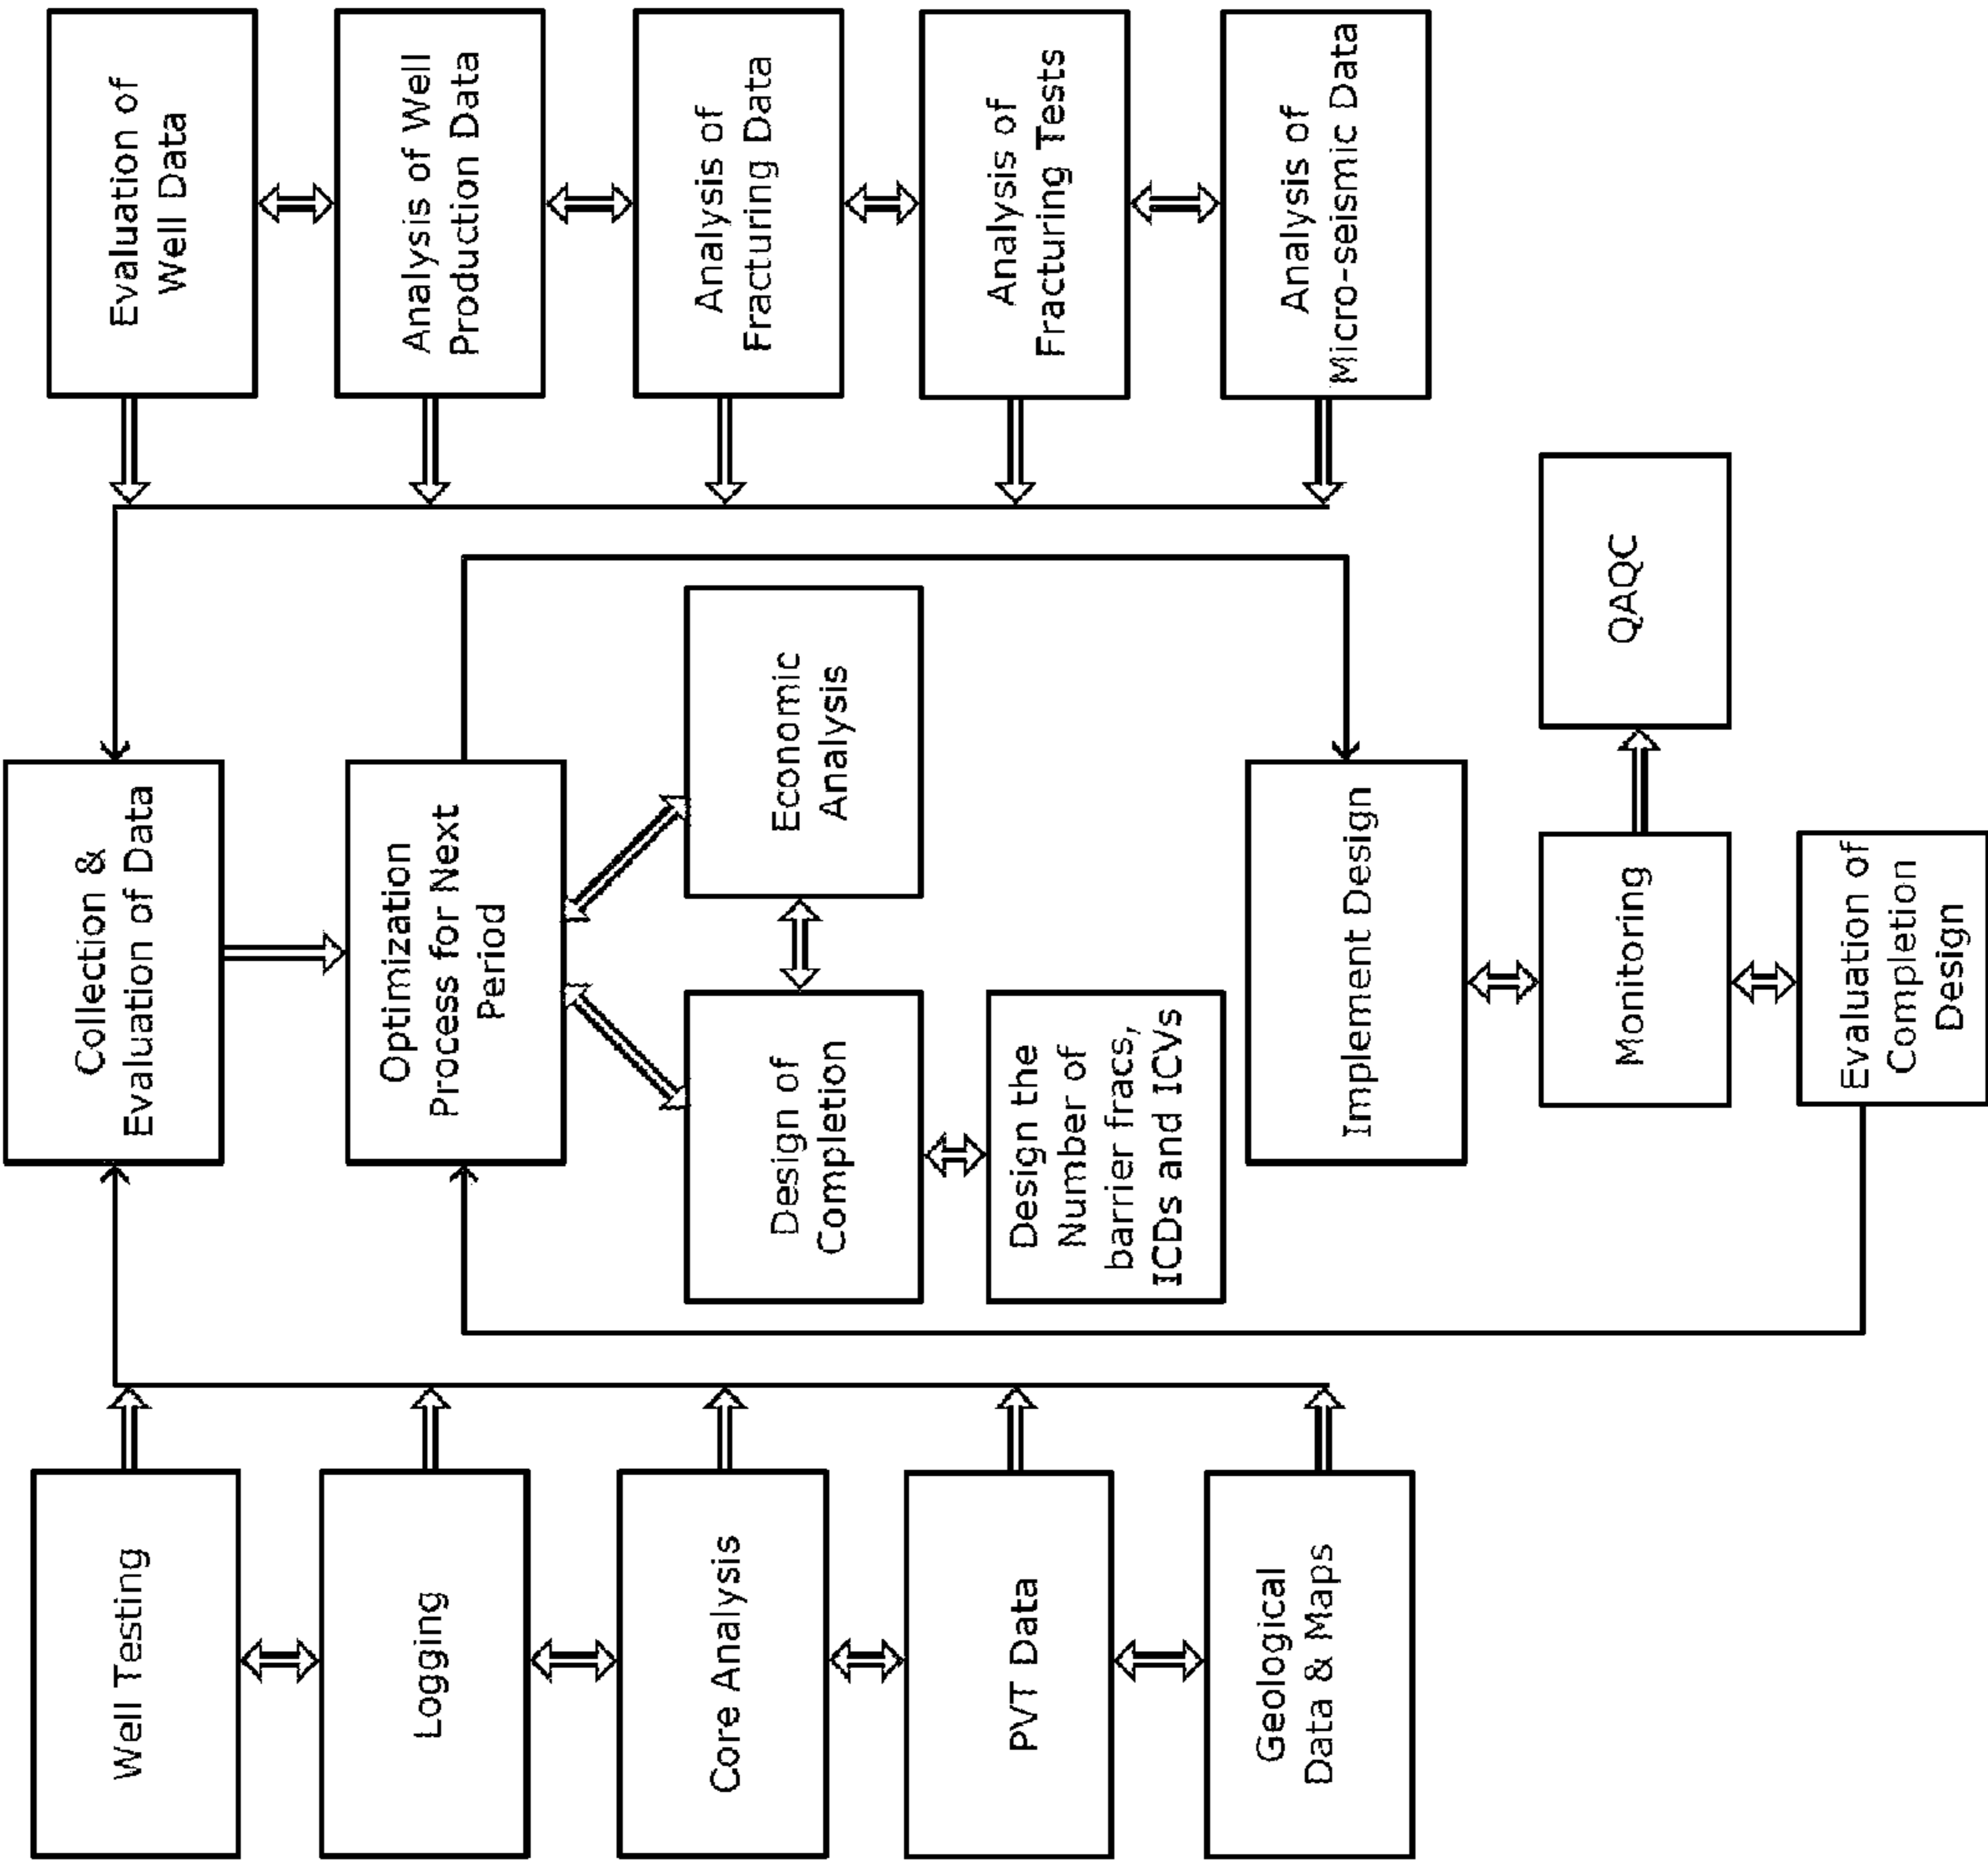 Well Testing
Logging
Core Analysis
PVT Data
Geological
Data & Maps
Collection &
Evaluation of Data
Optimization
Process for Next
Period
Design of
Completion
Economic
Analysis
Design the
Number of
barrier fracs,
ICDs and ICVs
Implement Design
Monitoring
QAQC
Evaluation of
Completion
Design
Evaluation of
Well Data
Analysis of Well
Production Data
Analysis of
Fracturing Data
Analysis of
Fracturing Tests
Analysis of
Micro-seismic Data